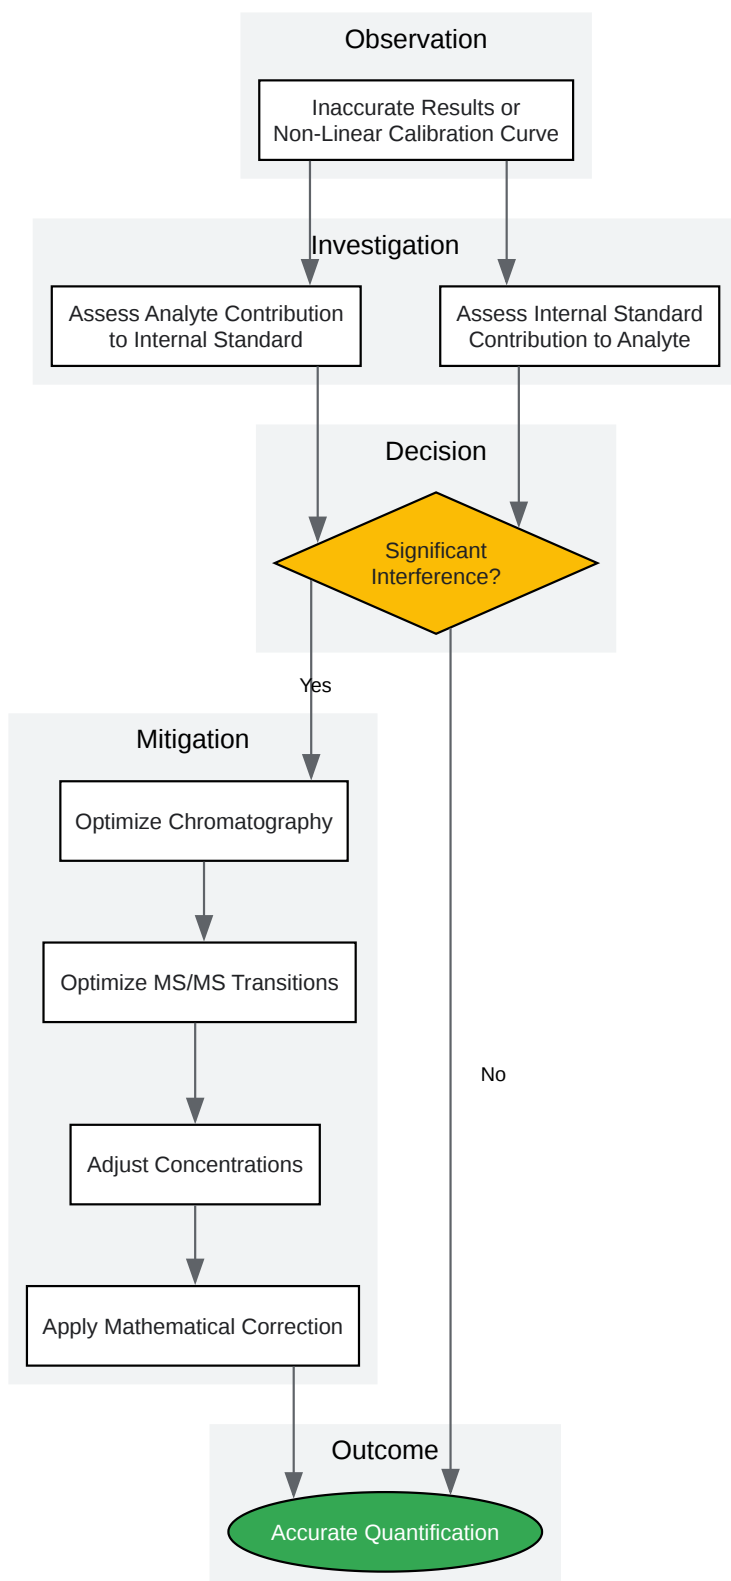 Observation
Inaccurate Results or
Non-Linear Calibration Curve
Investigation
Assess Analyte Contribution
to Internal Standard
Assess Internal Standard
Contribution to Analyte
Decision
Significant
Interference?
Yes
Mitigation
Optimize Chromatography
Optimize MS/MS Transitions
No
Adjust Concentrations
Apply Mathematical Correction
Outcome
Accurate Quantification